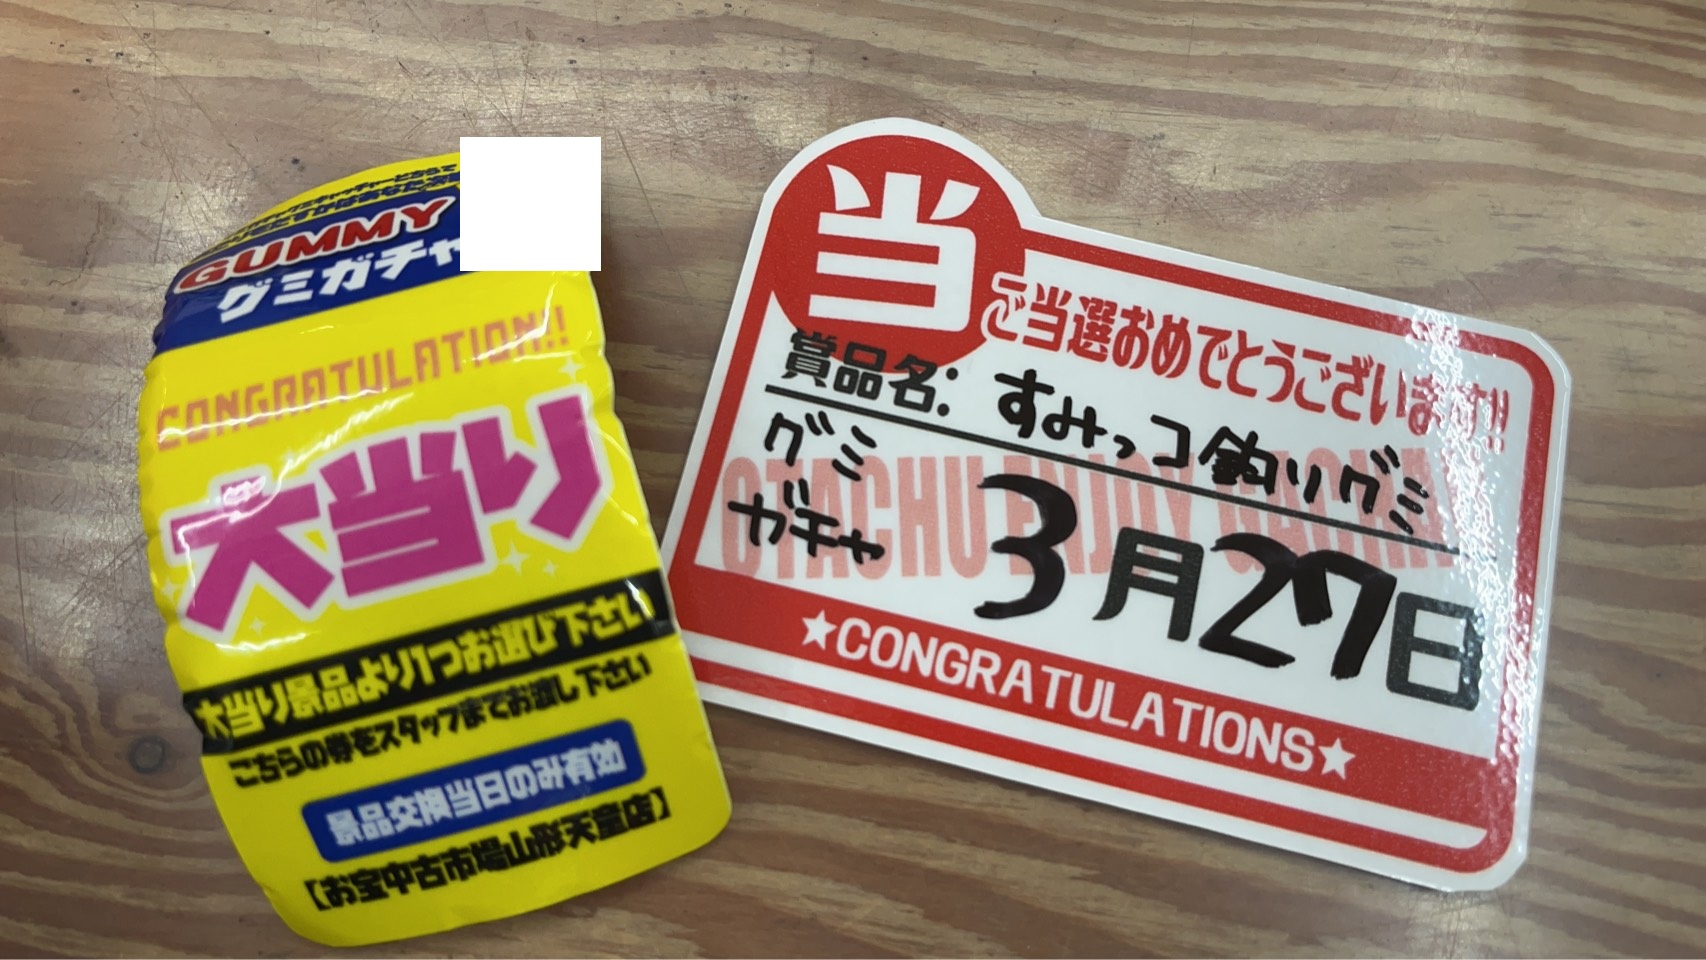 GUMMY
グミガチャ
CONGRATULATION!!
大当り
大当り景品より1つお選び下さい
こちらの券をスタッフまでお渡し下さい
景品交換当日のみ有効
【お宝中古市場山形天童店】
当
ご当選おめでとうございます!!
賞品名: すみっコ釣りグミ
グミ
ガチャ
3月27日
OTACHU ENJOY GACHA
★CONGRATULATIONS★